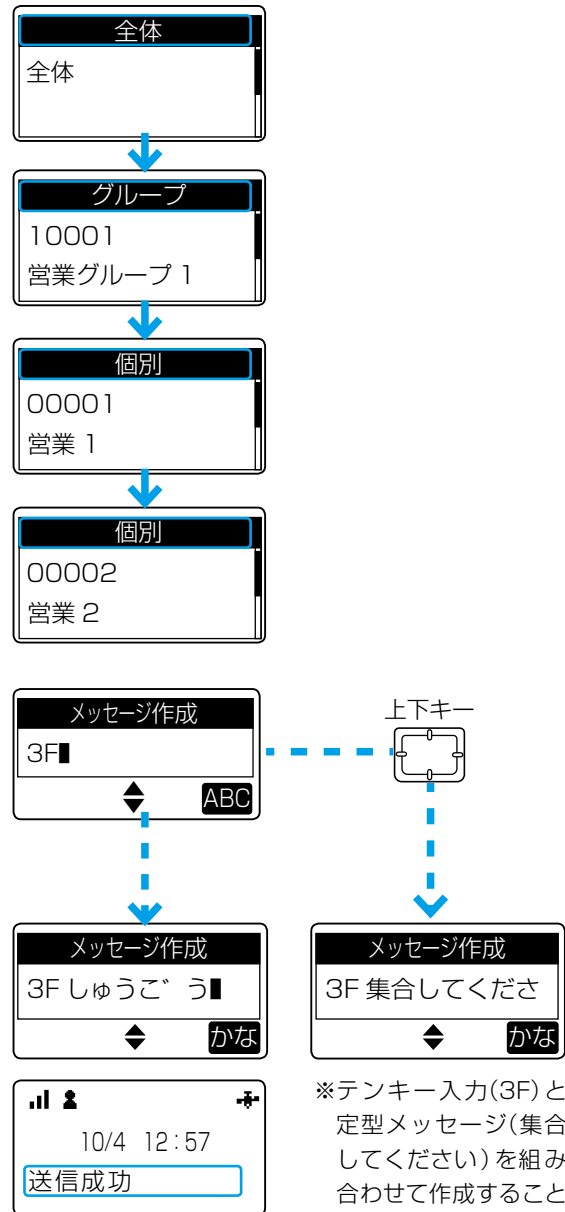 全体
全体
グループ
10001
営業グループ 1
個別
00001
営業 1
個別
00002
営業 2
メッセージ作成
3F
ABC
上下キー
メッセージ作成
3F しゅうご う
かな
メッセージ作成
3F 集合してくださ
かな
10/4 12:57
送信成功
※テンキー入力(3F)と
定型メッセージ(集合
してください)を組み
合わせて作成すること